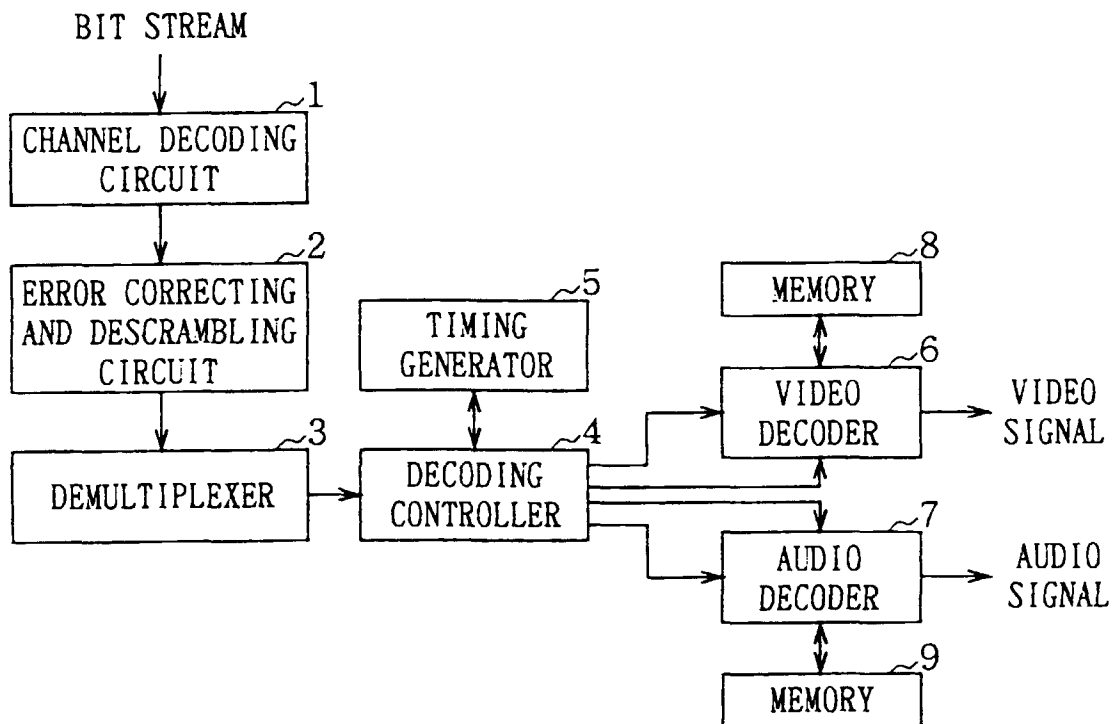 BIT STREAM
1
CHANNEL DECODING
CIRCUIT
2
ERROR CORRECTING
AND DESCRAMBLING
CIRCUIT
3
DEMULTIPLEXER
5
TIMING
GENERATOR
4
DECODING
CONTROLLER
8
MEMORY
6
VIDEO
DECODER
VIDEO
SIGNAL
7
AUDIO
DECODER
AUDIO
SIGNAL
9
MEMORY